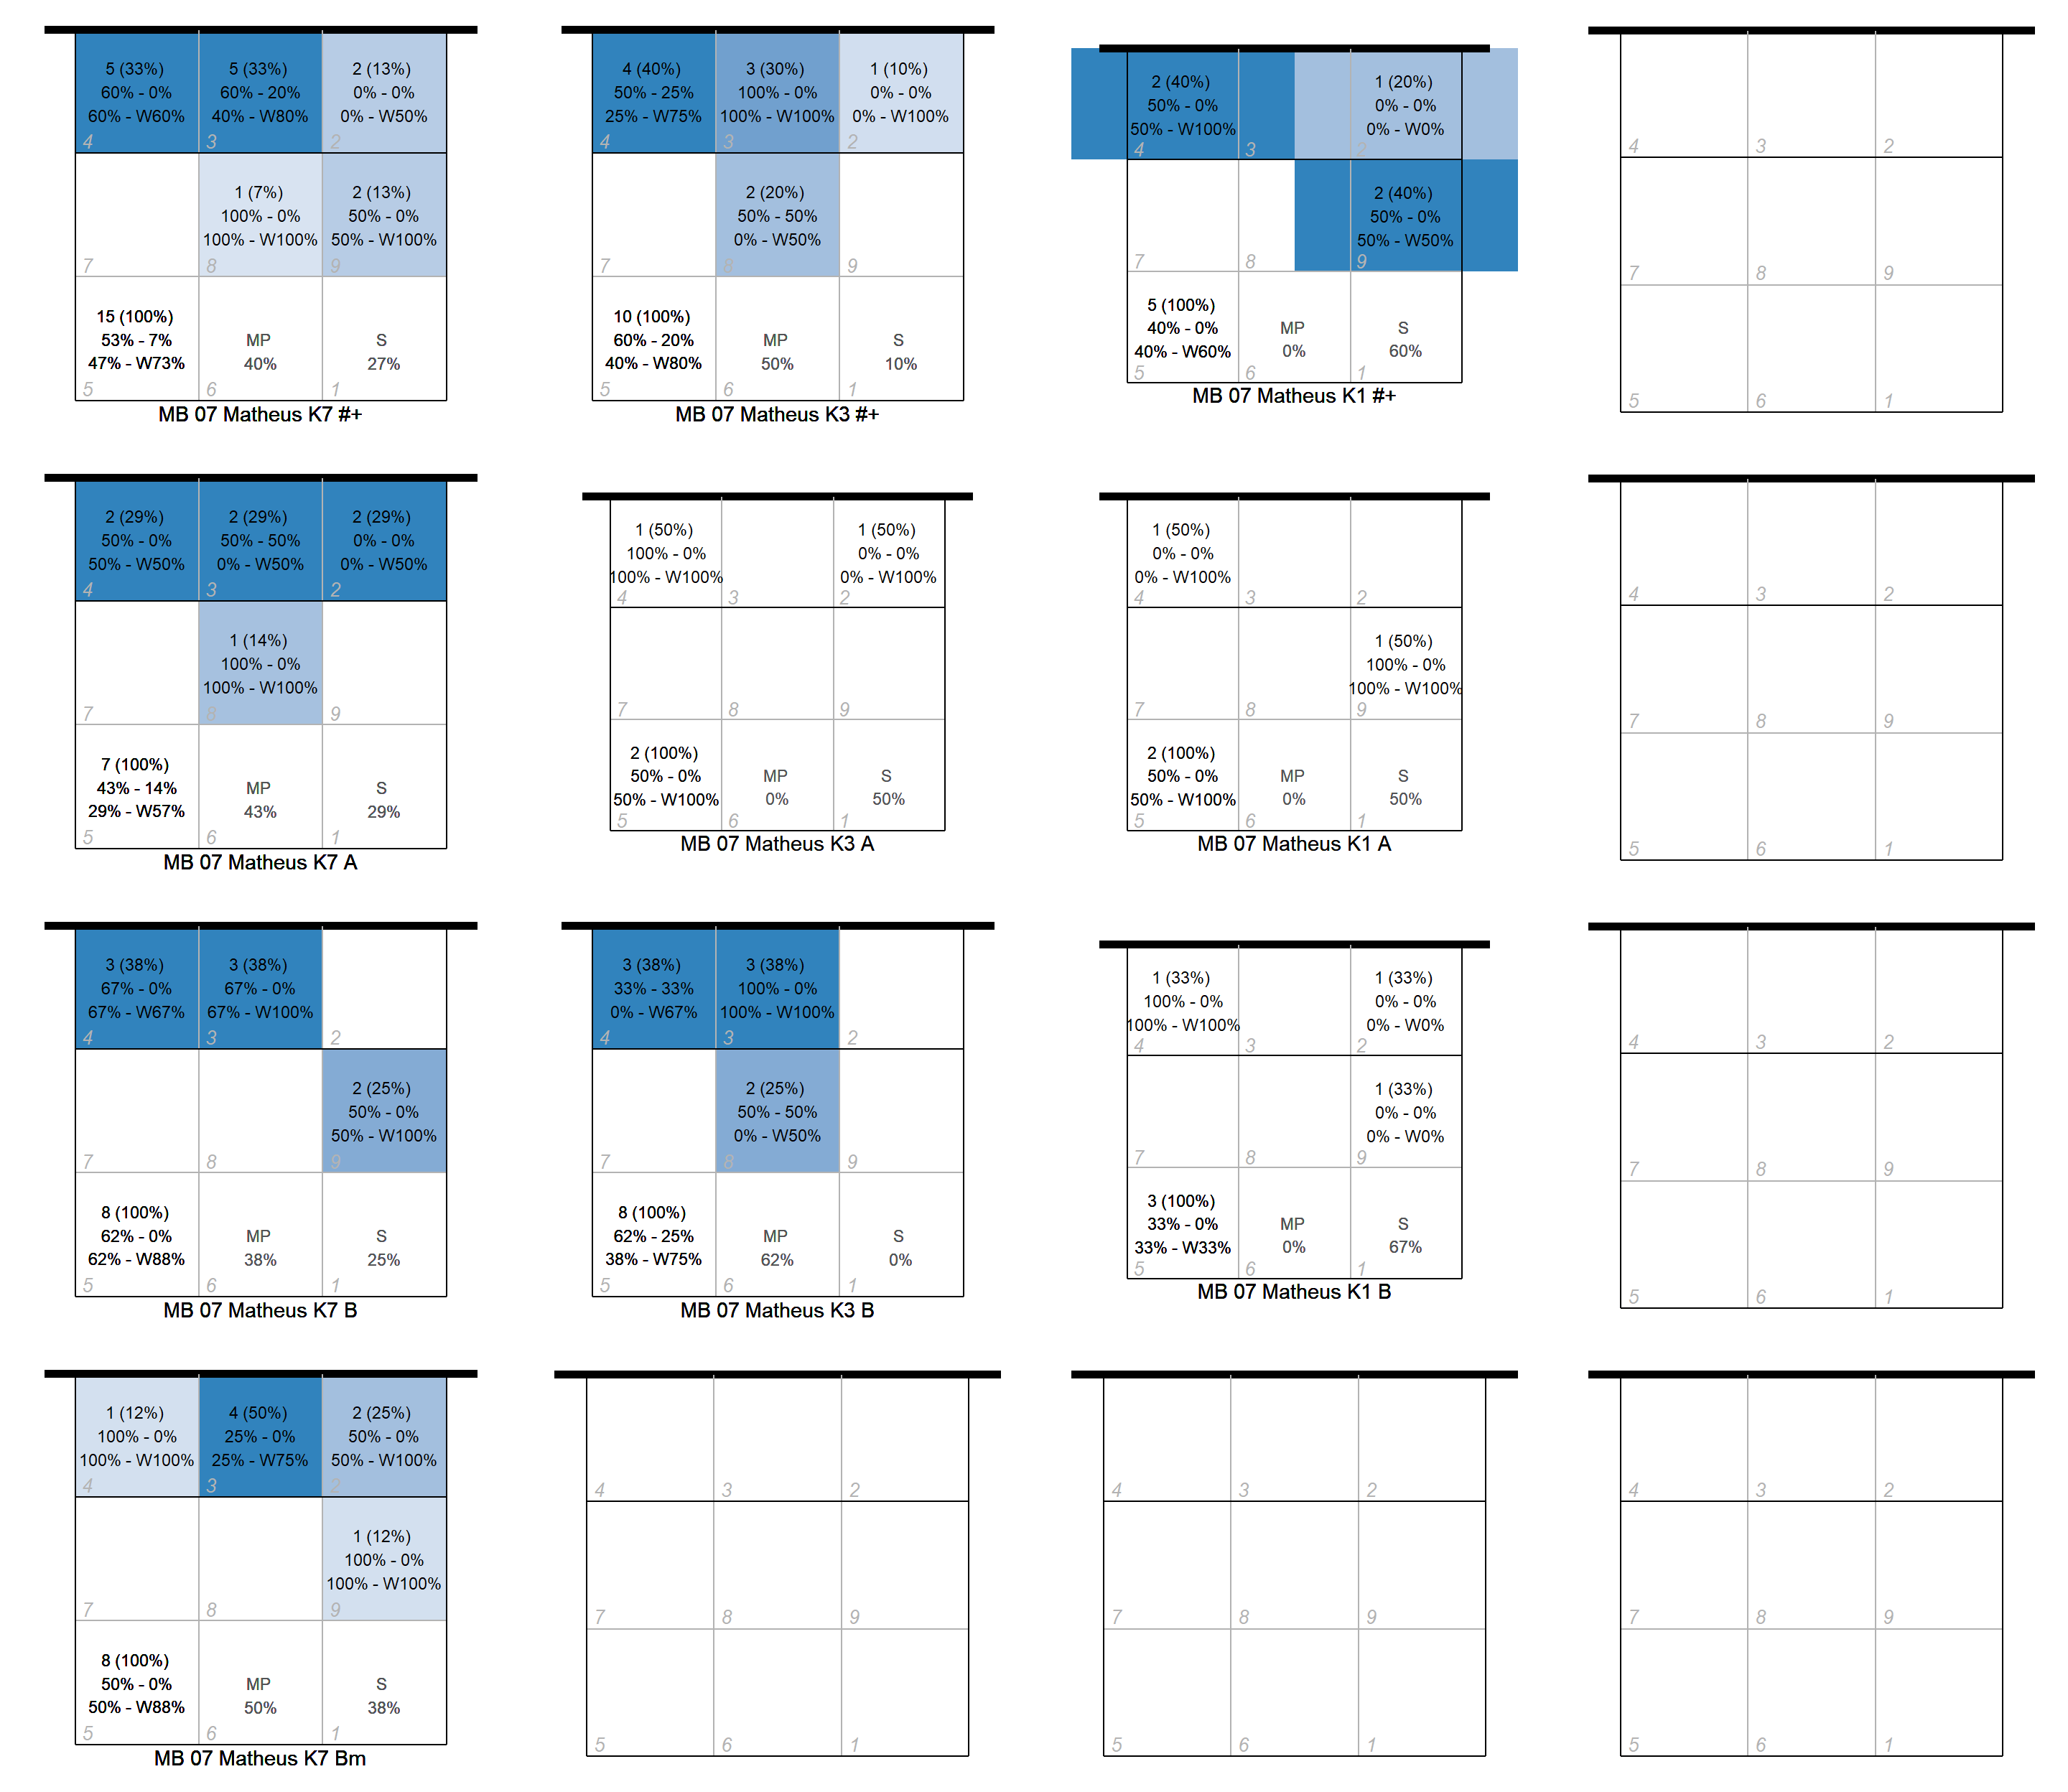 5 (33%)
60% - 0%
60% - W60%
4
5 (33%)
60% - 20%
40% - W80%
3
2 (13%)
0% - 0%
0% - W50%
2
7
1 (7%)
100% - 0%
100% - W100%
8
2 (13%)
50% - 0%
50% - W100%
9
15 (100%)
53% - 7%
47% - W73%
5
MP
40%
6
S
27%
1
MB 07 Matheus K7 #+
4 (40%)
50% - 25%
25% - W75%
4
3 (30%)
100% - 0%
100% - W100%
3
1 (10%)
0% - 0%
0% - W100%
2
7
2 (20%)
50% - 50%
0% - W50%
8
9
10 (100%)
60% - 20%
40% - W80%
5
MP
50%
6
S
10%
1
MB 07 Matheus K3 #+
2 (40%)
50% - 0%
50% - W100%
4
3
1 (20%)
0% - 0%
0% - W0%
2
7
8
2 (40%)
50% - 0%
50% - W50%
9
5 (100%)
40% - 0%
40% - W60%
5
MP
0%
6
S
60%
1
MB 07 Matheus K1 #+
4
3
2
7
8
9
5
6
1
2 (29%)
50% - 0%
50% - W50%
4
2 (29%)
50% - 50%
0% - W50%
3
2 (29%)
0% - 0%
0% - W50%
2
7
1 (14%)
100% - 0%
100% - W100%
8
9
7 (100%)
43% - 14%
29% - W57%
5
MP
43%
6
S
29%
1
MB 07 Matheus K7 A
1 (50%)
100% - 0%
100% - W100%
4
3
1 (50%)
0% - 0%
0% - W100%
2
7
8
9
2 (100%)
50% - 0%
50% - W100%
5
MP
0%
6
S
50%
1
MB 07 Matheus K3 A
1 (50%)
0% - 0%
0% - W100%
4
3
2
7
8
1 (50%)
100% - 0%
100% - W100%
9
2 (100%)
50% - 0%
50% - W100%
5
MP
0%
6
S
50%
1
MB 07 Matheus K1 A
4
3
2
7
8
9
5
6
1
3 (38%)
67% - 0%
67% - W67%
4
3 (38%)
67% - 0%
67% - W100%
3
2
7
8
2 (25%)
50% - 0%
50% - W100%
9
8 (100%)
62% - 0%
62% - W88%
5
MP
38%
6
S
25%
1
MB 07 Matheus K7 B
3 (38%)
33% - 33%
0% - W67%
4
3 (38%)
100% - 0%
100% - W100%
3
2
7
2 (25%)
50% - 50%
0% - W50%
8
9
8 (100%)
62% - 25%
38% - W75%
5
MP
62%
6
S
0%
1
MB 07 Matheus K3 B
1 (33%)
100% - 0%
100% - W100%
4
3
1 (33%)
0% - 0%
0% - W0%
2
7
8
1 (33%)
0% - 0%
0% - W0%
9
3 (100%)
33% - 0%
33% - W33%
5
MP
0%
6
S
67%
1
MB 07 Matheus K1 B
4
3
2
7
8
9
5
6
1
1 (12%)
100% - 0%
100% - W100%
4
4 (50%)
25% - 0%
25% - W75%
3
2 (25%)
50% - 0%
50% - W100%
2
7
8
1 (12%)
100% - 0%
100% - W100%
9
8 (100%)
50% - 0%
50% - W88%
5
MP
50%
6
S
38%
1
MB 07 Matheus K7 Bm
4
3
2
7
8
9
5
6
1
4
3
2
7
8
9
5
6
1
4
3
2
7
8
9
5
6
1